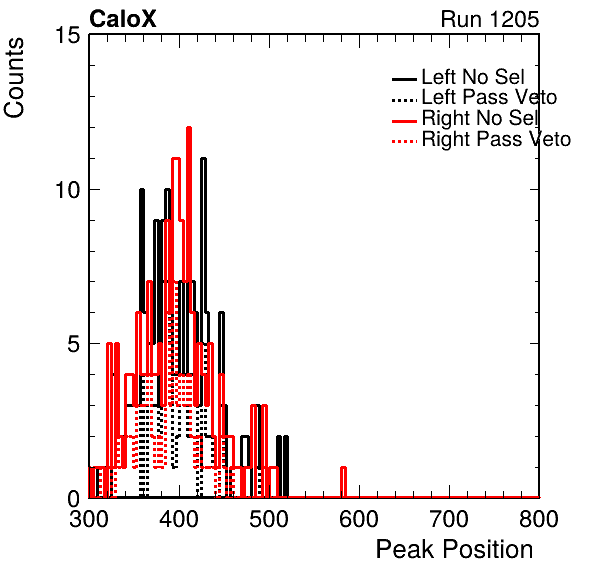 CaloX Run 1205
Counts
15
10
5
0
Left No Sel
Left Pass Veto
Right No Sel
Right Pass Veto
300 400 500 600 700 800
Peak Position